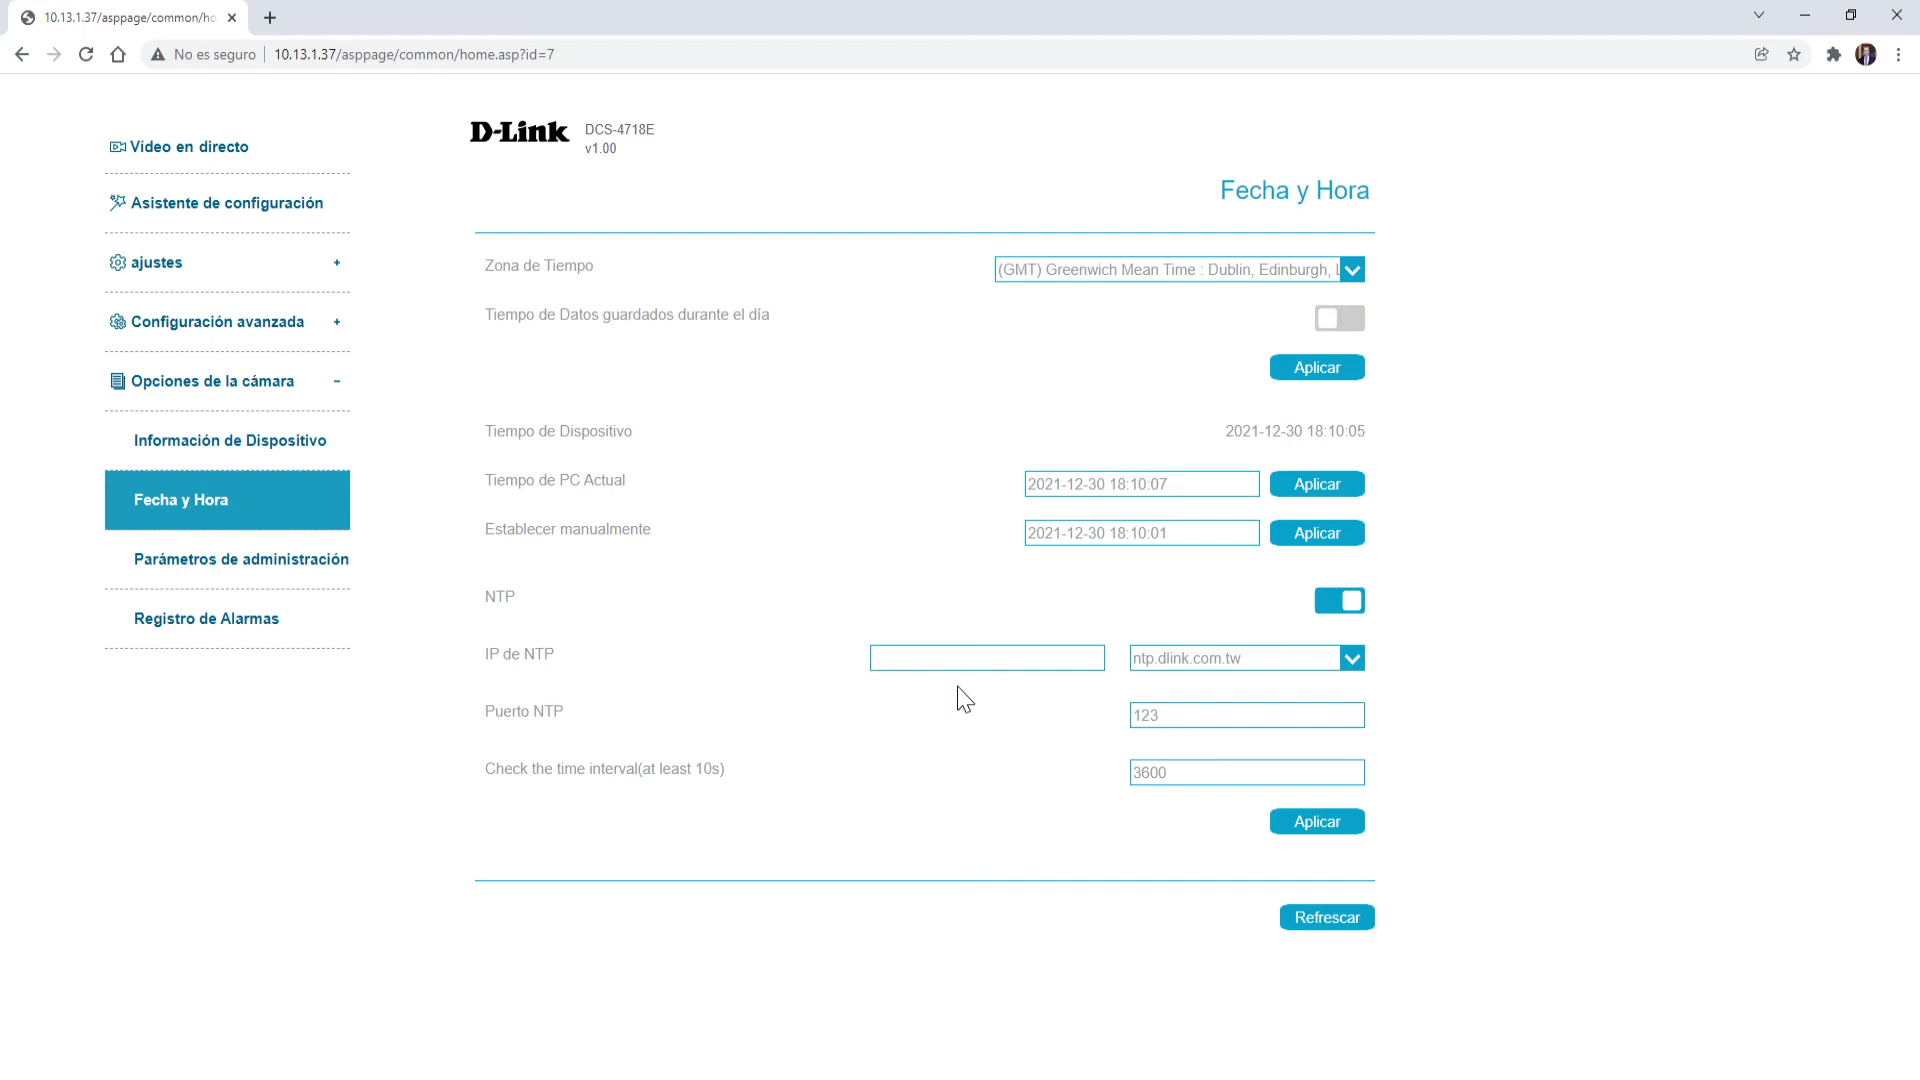 10.13.1.37/asppage/common/ho
No es seguro
10.13.1.37/asppage/common/home.asp?id=7
D-Link
DCS-4718E
v1.00
Vídeo en directo
Asistente de configuración
ajustes +
Configuración avanzada +
Opciones de la cámara -
Información de Dispositivo
Fecha y Hora
Parámetros de administración
Registro de Alarmas
Fecha y Hora
Zona de Tiempo
(GMT) Greenwich Mean Time : Dublin, Edinburgh, L
Tiempo de Datos guardados durante el día
Aplicar
Tiempo de Dispositivo
2021-12-30 18:10:05
Tiempo de PC Actual
2021-12-30 18:10:07
Aplicar
Establecer manualmente
2021-12-30 18:10:01
Aplicar
NTP
IP de NTP
ntp.dlink.com.tw
Puerto NTP
123
Check the time interval(at least 10s)
3600
Aplicar
Refrescar